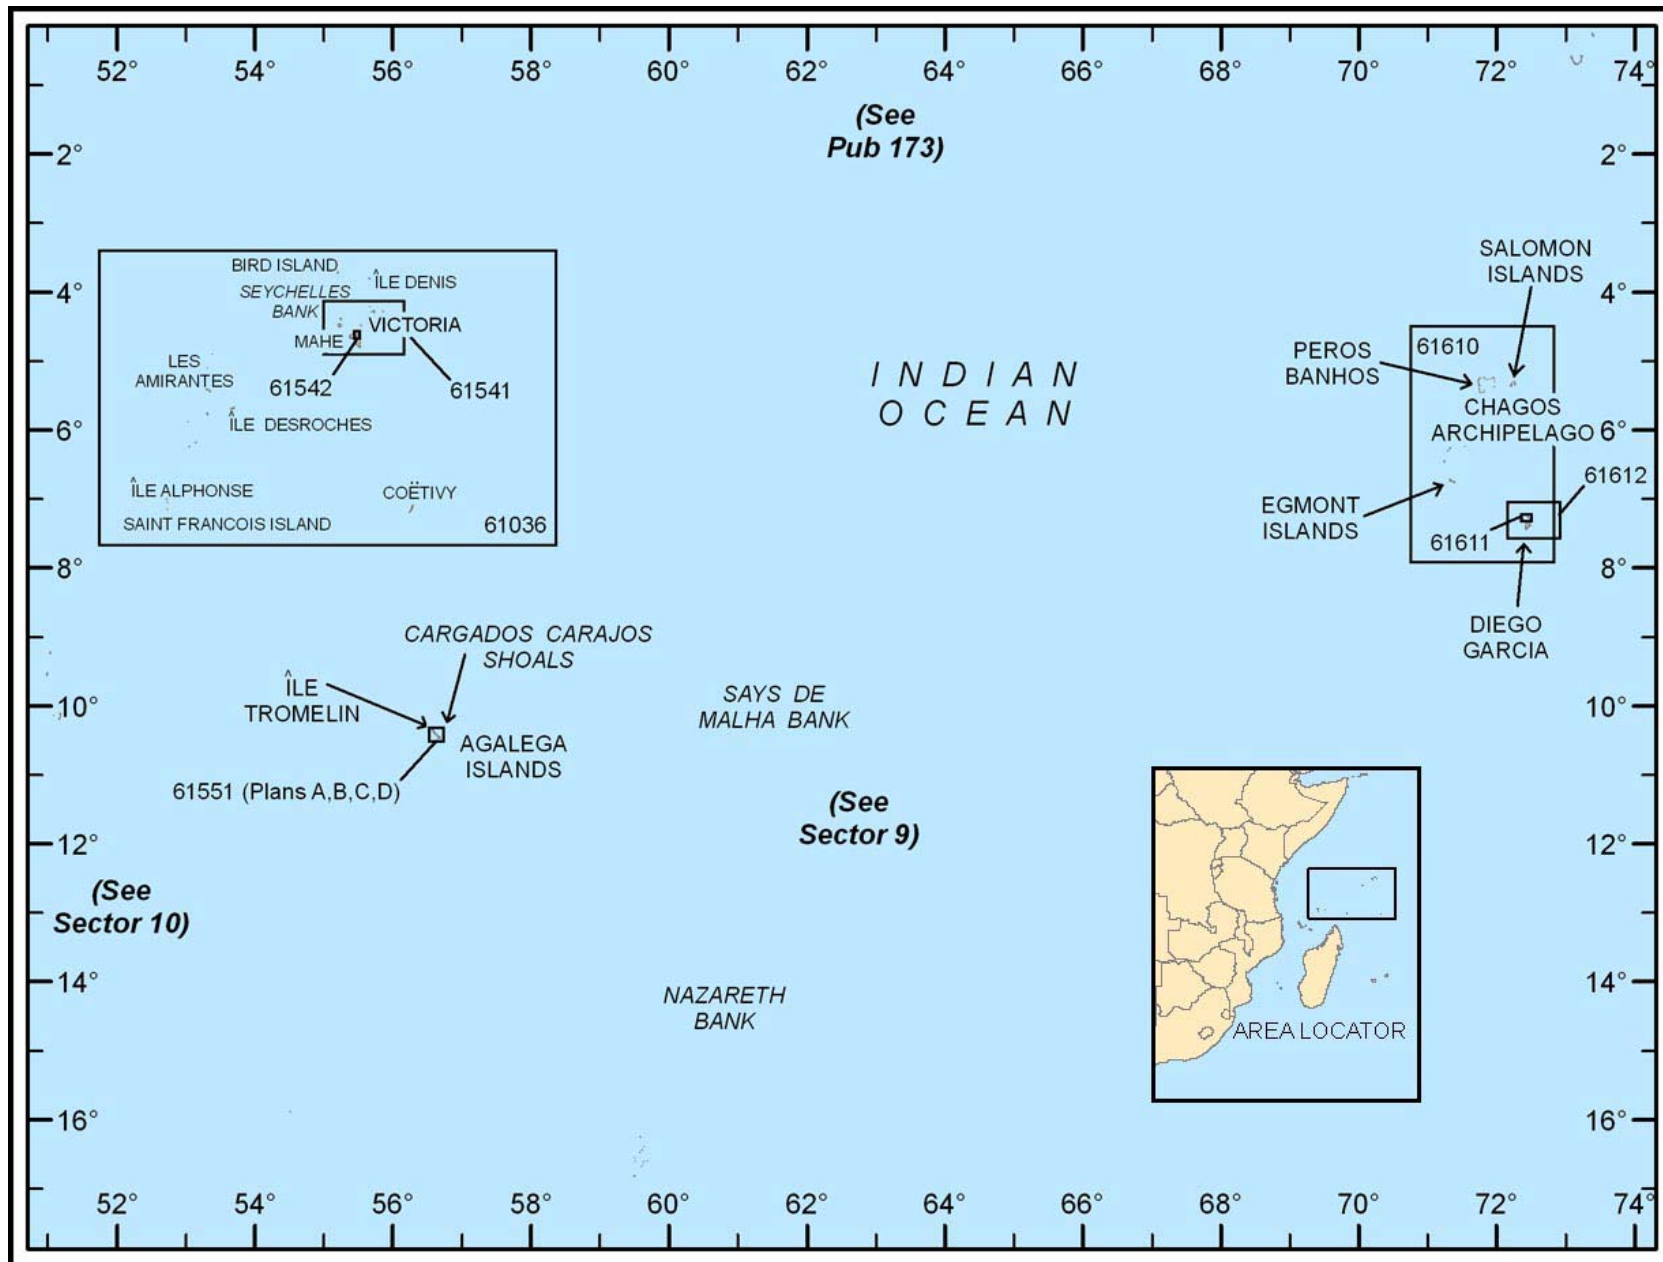 52° 54° 56° 58° 60° 62° 64° 66° 68° 70° 72° 74°
(See
Pub 173)
2° 2°
SALOMON
ISLANDS
BIRD ISLAND
ÎLE DENIS
SEYCHELLES
BANK
4° 4°
VICTORIA
MAHE
61610
PEROS
BANHOS
LES
AMIRANTES
61542
61541
INDIAN
OCEAN
CHAGOS
ARCHIPELAGO
ÎLE DESROCHES
6° 6°
61612
ÎLE ALPHONSE
COËTIVY
EGMONT
ISLANDS
SAINT FRANCOIS ISLAND
61036
61611
8° 8°
DIEGO
GARCIA
CARGADOS CARAJOS
SHOALS
ÎLE
TROMELIN
SAYS DE
MALHA BANK
10° 10°
AGALEGA
ISLANDS
61551 (Plans A,B,C,D)
(See
Sector 9)
12° 12°
(See
Sector 10)
14° 14°
NAZARETH
BANK
AREA LOCATOR
16° 16°
52° 54° 56° 58° 60° 62° 64° 66° 68° 70° 72° 74°